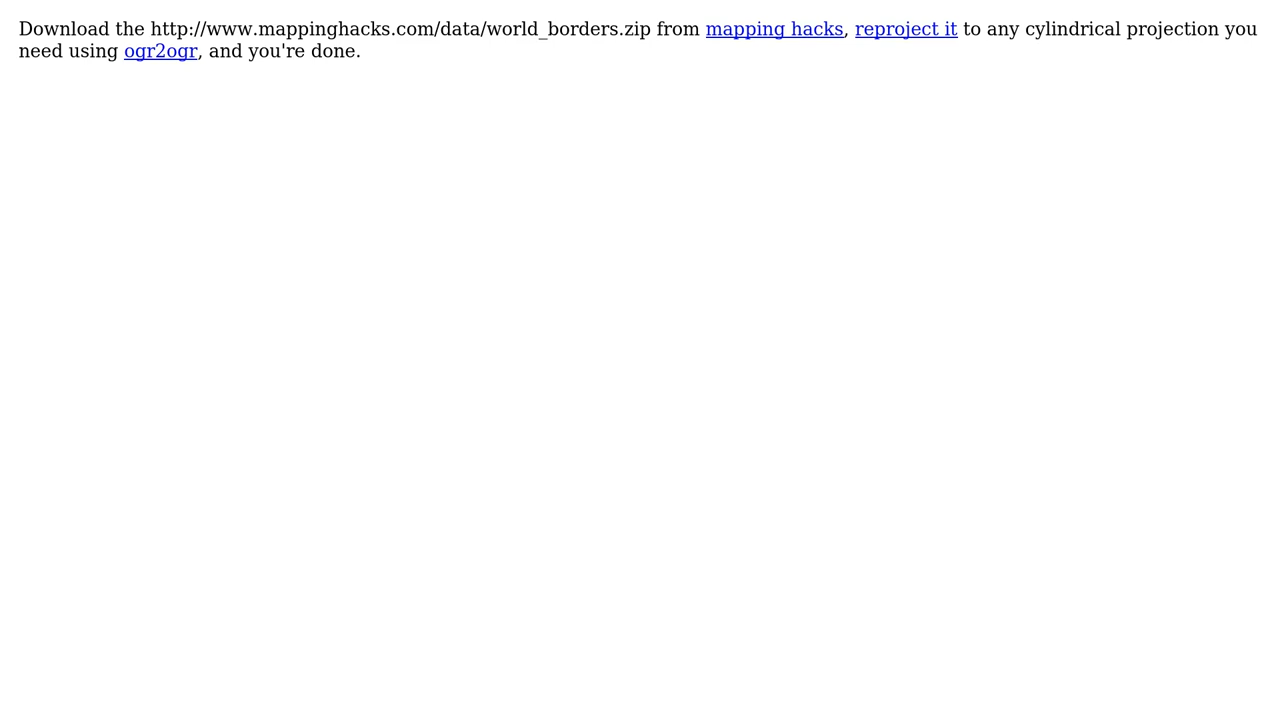 Download the http://www.mappinghacks.com/data/world_borders.zip from mapping hacks, reproject it to any cylindrical projection you
need using ogr2ogr, and you're done.